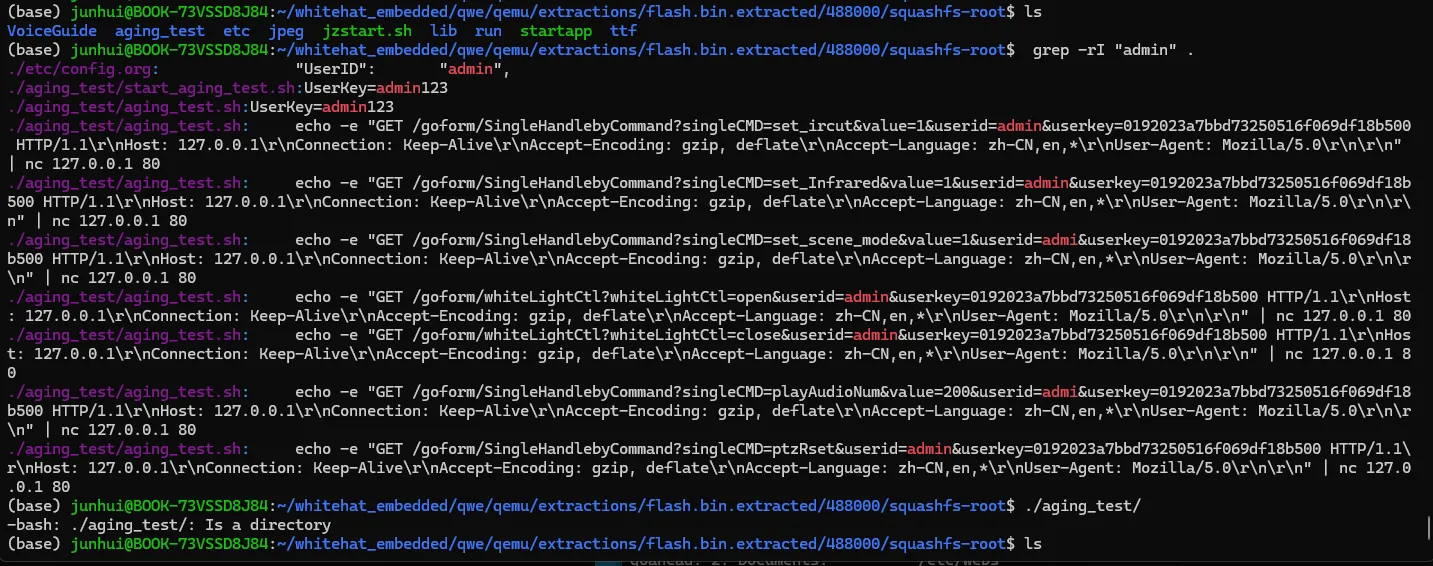 (base) junhui@BOOK-73VSSD8J84:~/whitehat_embedded/qwe/qemu/extractions/flash.bin.extracted/488000/squashfs-root$ ls
VoiceGuide  aging_test  etc  jpeg  jzstart.sh  lib  run  startapp  ttf
(base) junhui@BOOK-73VSSD8J84:~/whitehat_embedded/qwe/qemu/extractions/flash.bin.extracted/488000/squashfs-root$  grep -rI "admin" .
./etc/config.org:               "UserID":       "admin",
./aging_test/start_aging_test.sh:UserKey=admin123
./aging_test/aging_test.sh:UserKey=admin123
./aging_test/aging_test.sh:     echo -e "GET /goform/SingleHandlebyCommand?singleCMD=set_ircut&value=1&userid=admin&userkey=0192023a7bbd73250516f069df18b500
 HTTP/1.1\r\nHost: 127.0.0.1\r\nConnection: Keep-Alive\r\nAccept-Encoding: gzip, deflate\r\nAccept-Language: zh-CN,en,*\r\nUser-Agent: Mozilla/5.0\r\n\r\n"
| nc 127.0.0.1 80
./aging_test/aging_test.sh:     echo -e "GET /goform/SingleHandlebyCommand?singleCMD=set_Infrared&value=1&userid=admin&userkey=0192023a7bbd73250516f069df18b
500 HTTP/1.1\r\nHost: 127.0.0.1\r\nConnection: Keep-Alive\r\nAccept-Encoding: gzip, deflate\r\nAccept-Language: zh-CN,en,*\r\nUser-Agent: Mozilla/5.0\r\n\r\
n" | nc 127.0.0.1 80
./aging_test/aging_test.sh:     echo -e "GET /goform/SingleHandlebyCommand?singleCMD=set_scene_mode&value=1&userid=admi&userkey=0192023a7bbd73250516f069df18
b500 HTTP/1.1\r\nHost: 127.0.0.1\r\nConnection: Keep-Alive\r\nAccept-Encoding: gzip, deflate\r\nAccept-Language: zh-CN,en,*\r\nUser-Agent: Mozilla/5.0\r\n\r
\n" | nc 127.0.0.1 80
./aging_test/aging_test.sh:     echo -e "GET /goform/whiteLightCtl?whiteLightCtl=open&userid=admin&userkey=0192023a7bbd73250516f069df18b500 HTTP/1.1\r\nHost
: 127.0.0.1\r\nConnection: Keep-Alive\r\nAccept-Encoding: gzip, deflate\r\nAccept-Language: zh-CN,en,*\r\nUser-Agent: Mozilla/5.0\r\n\r\n" | nc 127.0.0.1 80
./aging_test/aging_test.sh:     echo -e "GET /goform/whiteLightCtl?whiteLightCtl=close&userid=admin&userkey=0192023a7bbd73250516f069df18b500 HTTP/1.1\r\nHos
t: 127.0.0.1\r\nConnection: Keep-Alive\r\nAccept-Encoding: gzip, deflate\r\nAccept-Language: zh-CN,en,*\r\nUser-Agent: Mozilla/5.0\r\n\r\n" | nc 127.0.0.1 8
0
./aging_test/aging_test.sh:     echo -e "GET /goform/SingleHandlebyCommand?singleCMD=playAudioNum&value=200&userid=admi&userkey=0192023a7bbd73250516f069df18
b500 HTTP/1.1\r\nHost: 127.0.0.1\r\nConnection: Keep-Alive\r\nAccept-Encoding: gzip, deflate\r\nAccept-Language: zh-CN,en,*\r\nUser-Agent: Mozilla/5.0\r\n\r
\n" | nc 127.0.0.1 80
./aging_test/aging_test.sh:     echo -e "GET /goform/SingleHandlebyCommand?singleCMD=ptzRset&userid=admin&userkey=0192023a7bbd73250516f069df18b500 HTTP/1.1\
r\nHost: 127.0.0.1\r\nConnection: Keep-Alive\r\nAccept-Encoding: gzip, deflate\r\nAccept-Language: zh-CN,en,*\r\nUser-Agent: Mozilla/5.0\r\n\r\n" | nc 127.0
.0.1 80
(base) junhui@BOOK-73VSSD8J84:~/whitehat_embedded/qwe/qemu/extractions/flash.bin.extracted/488000/squashfs-root$ ./aging_test/
-bash: ./aging_test/: Is a directory
(base) junhui@BOOK-73VSSD8J84:~/whitehat_embedded/qwe/qemu/extractions/flash.bin.extracted/488000/squashfs-root$ ls